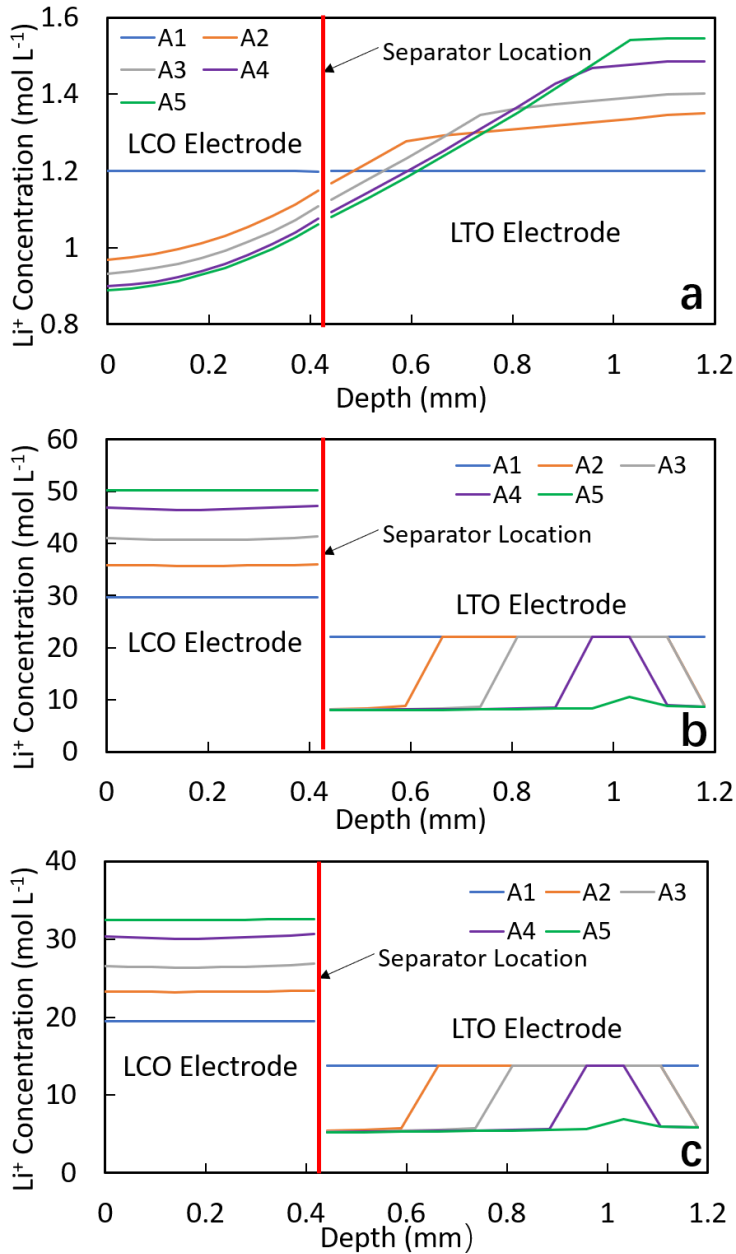 1.6
A1 A2
A3 A4
A5
Separator Location
1.4
LCO Electrode
1.2
LTO Electrode
1
0.8
a
0 0.2 0.4 0.6 0.8 1 1.2
Depth (mm)
Li⁺ Concentration (mol L⁻¹)
60
A1 A2 A3
A4 A5
50
Separator Location
40
LTO Electrode
30
LCO Electrode
20
10
b
0
0 0.2 0.4 0.6 0.8 1 1.2
Depth (mm)
Li⁺ Concentration (mol L⁻¹)
40
A1 A2 A3
A4 A5
30
Separator Location
LTO Electrode
20
LCO Electrode
10
c
0
0 0.2 0.4 0.6 0.8 1 1.2
Depth (mm）
Li⁺ Concentration (mol L⁻¹)